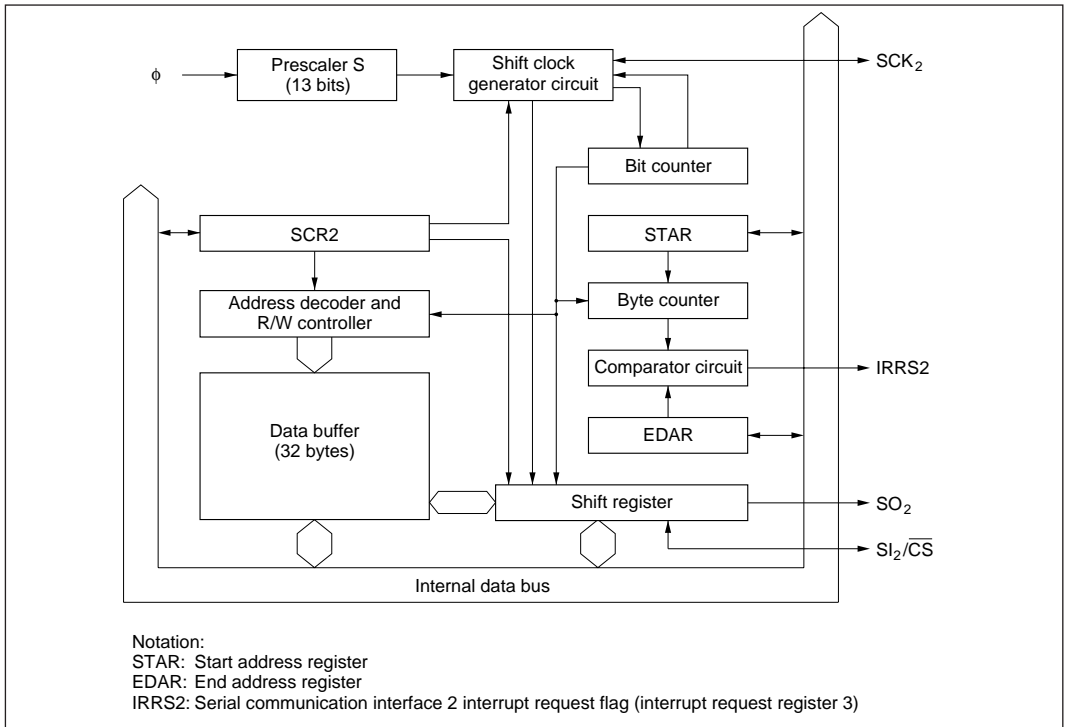 ϕ
Prescaler S
(13 bits)
Shift clock
generator circuit
SCK2
Bit counter
SCR2
STAR
Address decoder and
R/W controller
Byte counter
Comparator circuit
IRRS2
Data buffer
(32 bytes)
EDAR
Shift register
SO2
SI2/C̅S̅
Internal data bus
Notation:
STAR: Start address register
EDAR: End address register
IRRS2: Serial communication interface 2 interrupt request flag (interrupt request register 3)